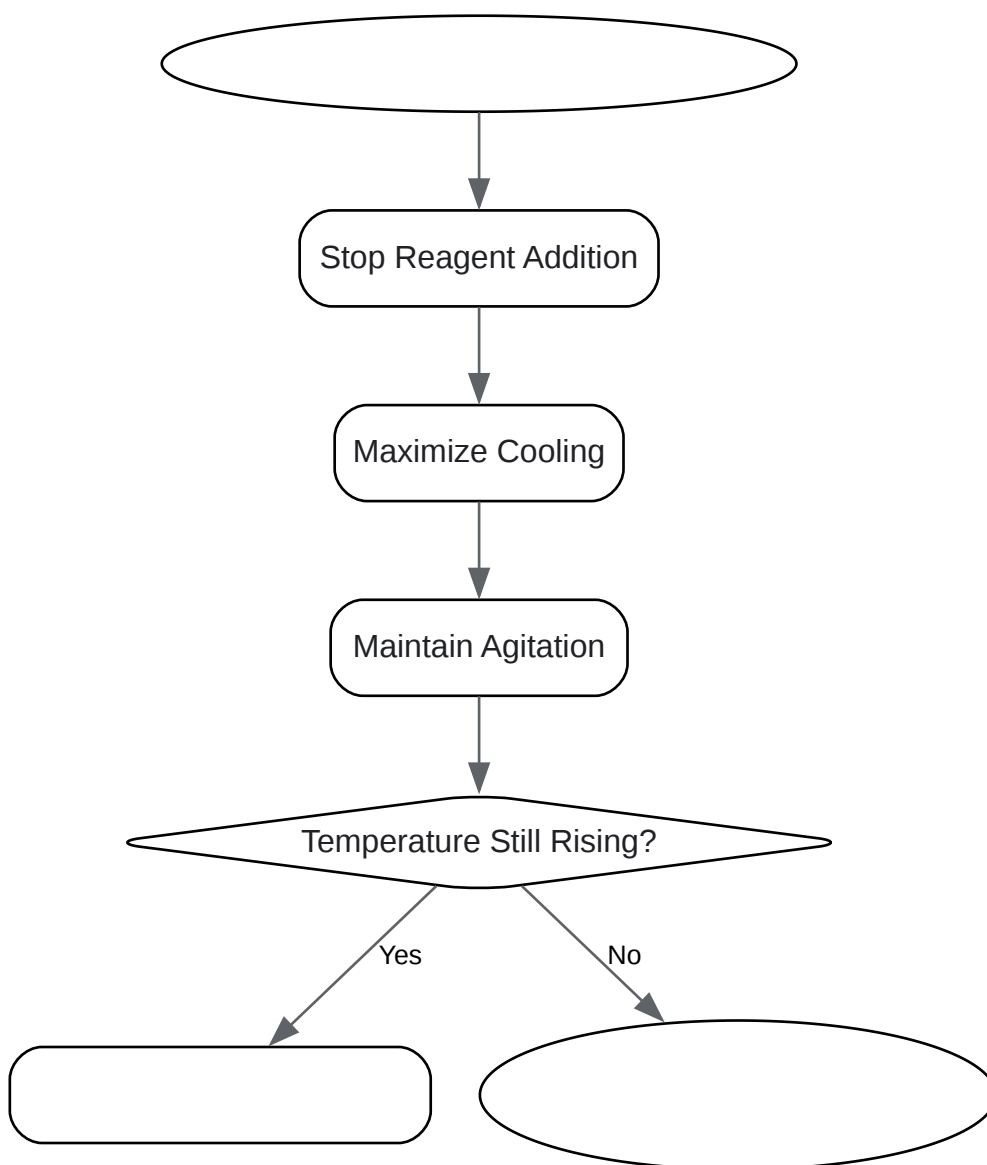 Stop Reagent Addition
Maximize Cooling
Maintain Agitation
Temperature Still Rising?
Yes
No